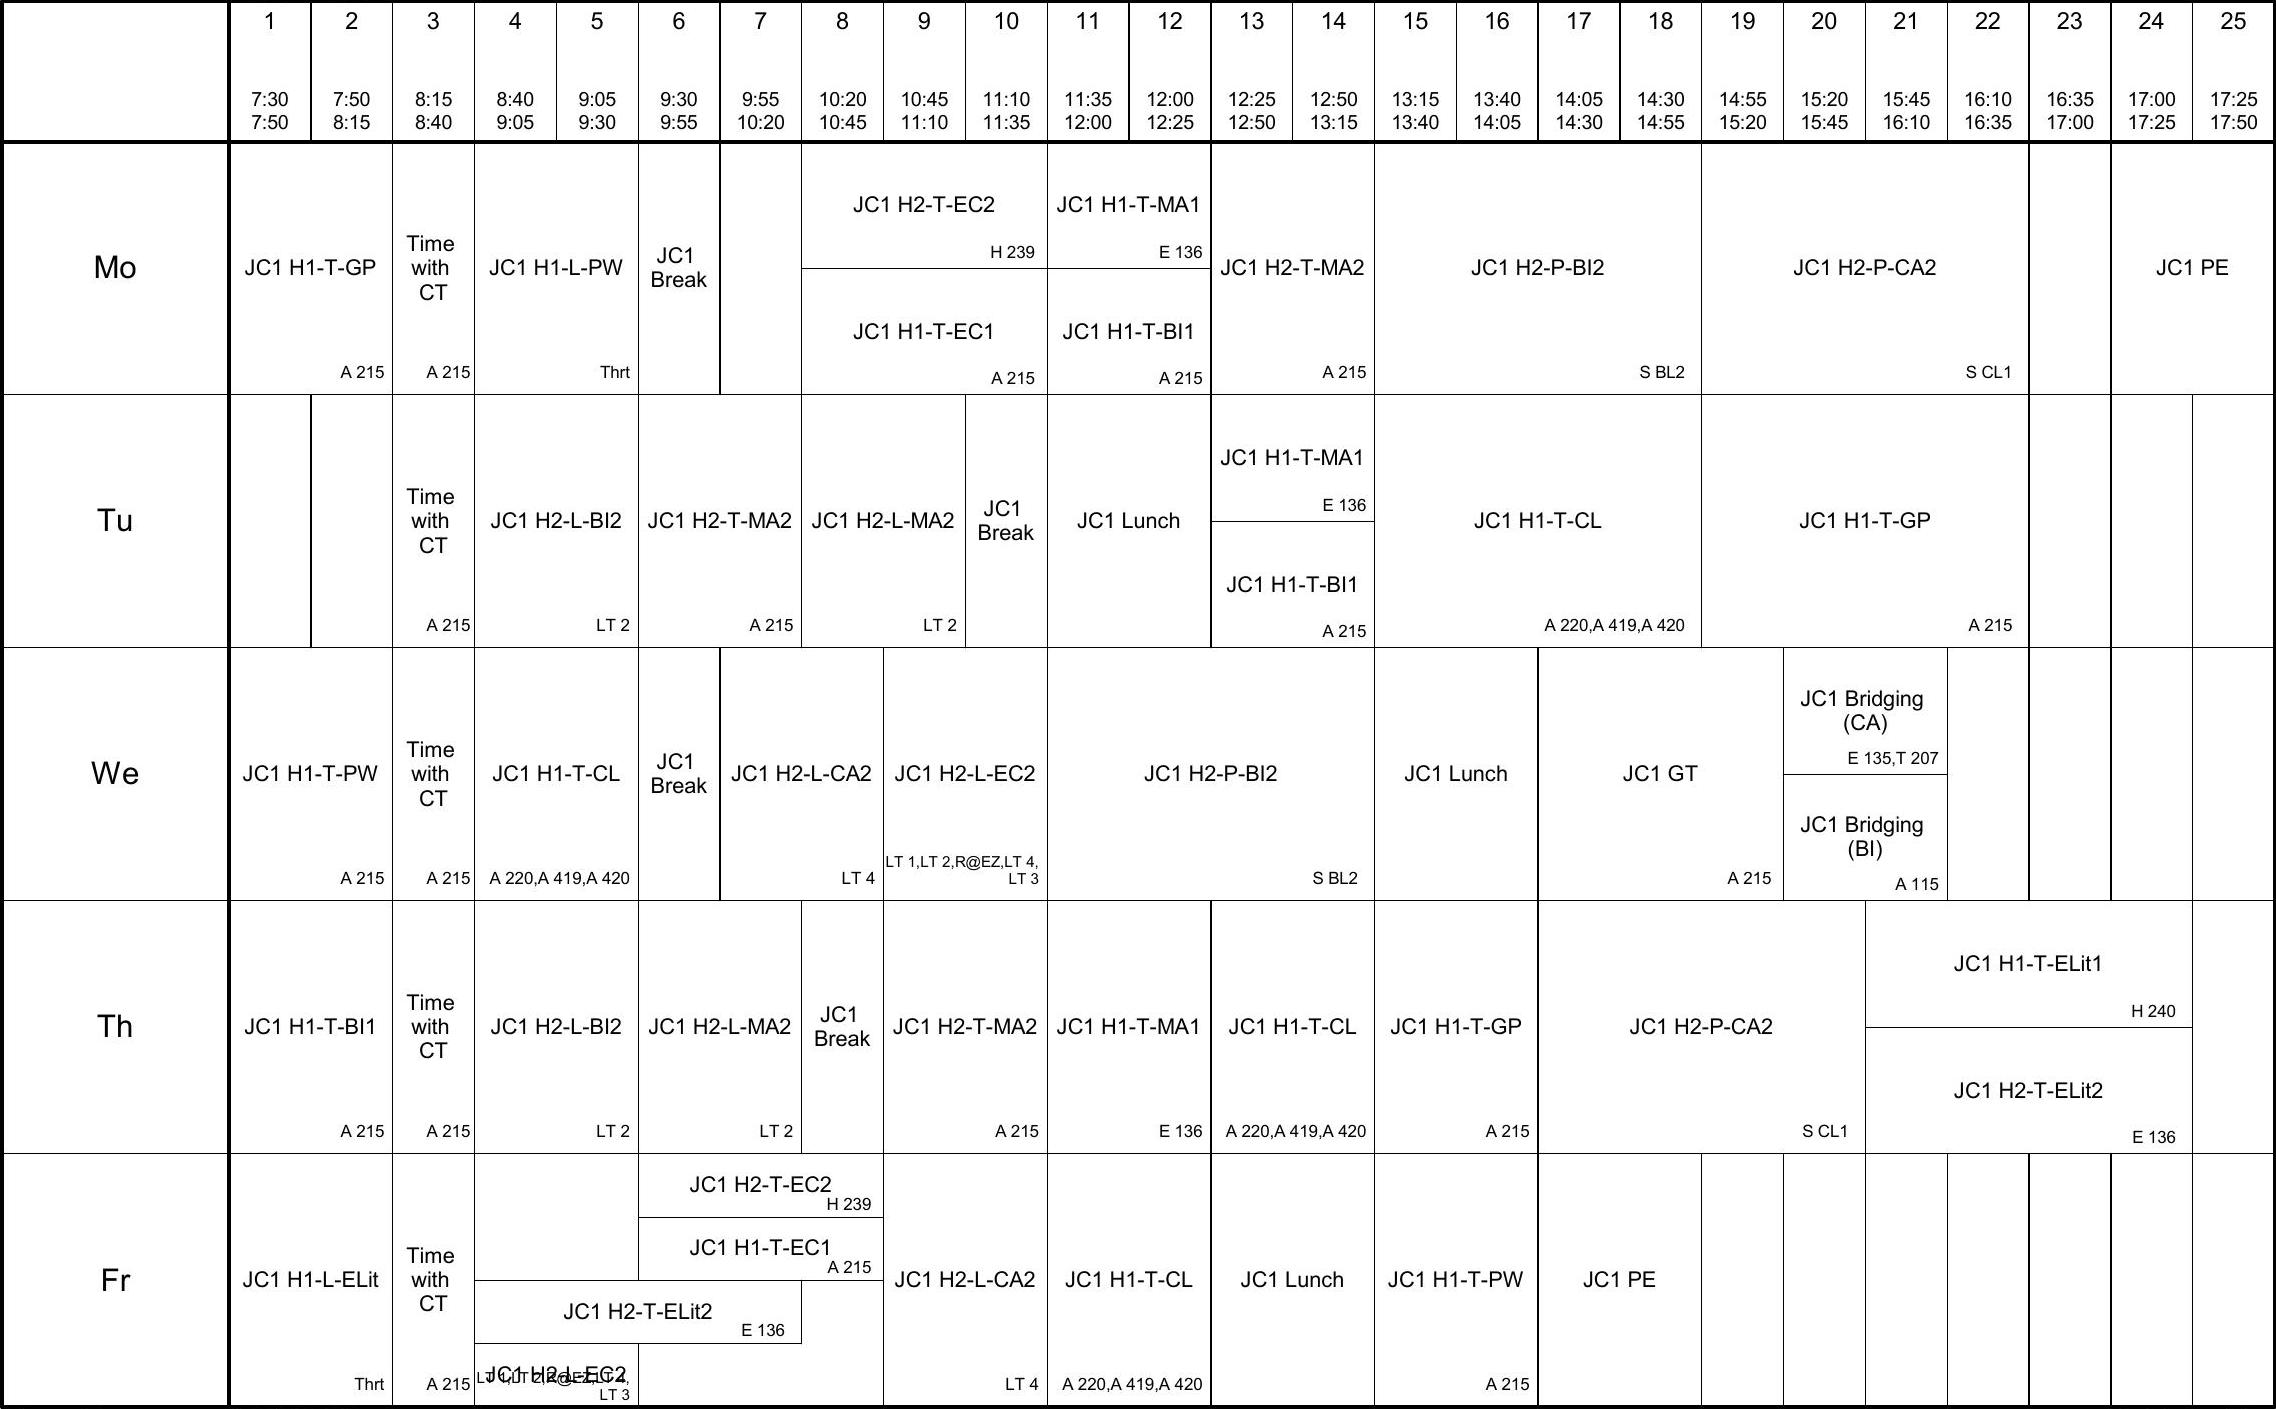 1 2 3 4 5 6 7 8 9 10 11 12 13 14 15 16 17 18 19 20 21 22 23 24 25
7:30 7:50 8:15 8:40 9:05 9:30 9:55 10:20 10:45 11:10 11:35 12:00 12:25 12:50 13:15 13:40 14:05 14:30 14:55 15:20 15:45 16:10 16:35 17:00 17:25
7:50 8:15 8:40 9:05 9:30 9:55 10:20 10:45 11:10 11:35 12:00 12:25 12:50 13:15 13:40 14:05 14:30 14:55 15:20 15:45 16:10 16:35 17:00 17:25 17:50
Mo
JC1 H1-T-GP
A 215
Time
with
CT
A 215
JC1 H1-L-PW
Thrt
JC1
Break
JC1 H2-T-EC2
H 239
JC1 H1-T-EC1
A 215
JC1 H1-T-MA1
E 136
JC1 H1-T-BI1
A 215
JC1 H2-T-MA2
A 215
JC1 H2-P-BI2
S BL2
JC1 H2-P-CA2
S CL1
JC1 PE
Tu
Time
with
CT
A 215
JC1 H2-L-BI2
LT 2
JC1 H2-T-MA2
A 215
JC1 H2-L-MA2
LT 2
JC1
Break
JC1 Lunch
JC1 H1-T-MA1
E 136
JC1 H1-T-BI1
A 215
JC1 H1-T-CL
A 220,A 419,A 420
JC1 H1-T-GP
A 215
We
JC1 H1-T-PW
A 215
Time
with
CT
A 215
JC1 H1-T-CL
A 220,A 419,A 420
JC1
Break
JC1 H2-L-CA2
LT 4
JC1 H2-L-EC2
LT 1,LT 2,R@EZ,LT 4,
LT 3
JC1 H2-P-BI2
S BL2
JC1 Lunch
JC1 GT
A 215
JC1 Bridging
(CA)
E 135,T 207
JC1 Bridging
(BI)
A 115
Th
JC1 H1-T-BI1
A 215
Time
with
CT
A 215
JC1 H2-L-BI2
LT 2
JC1 H2-L-MA2
LT 2
JC1
Break
JC1 H2-T-MA2
A 215
JC1 H1-T-MA1
E 136
JC1 H1-T-CL
A 220,A 419,A 420
JC1 H1-T-GP
A 215
JC1 H2-P-CA2
S CL1
JC1 H1-T-ELit1
H 240
JC1 H2-T-ELit2
E 136
Fr
JC1 H1-L-ELit
Thrt
Time
with
CT
A 215
JC1 H2-T-EC2
H 239
JC1 H1-T-EC1
A 215
JC1 H2-T-ELit2
E 136
JC1 H2-L-EC2
LT 1,LT 2,R@EZ,LT 4,
LT 3
JC1 H2-L-CA2
LT 4
JC1 H1-T-CL
A 220,A 419,A 420
JC1 Lunch
JC1 H1-T-PW
A 215
JC1 PE